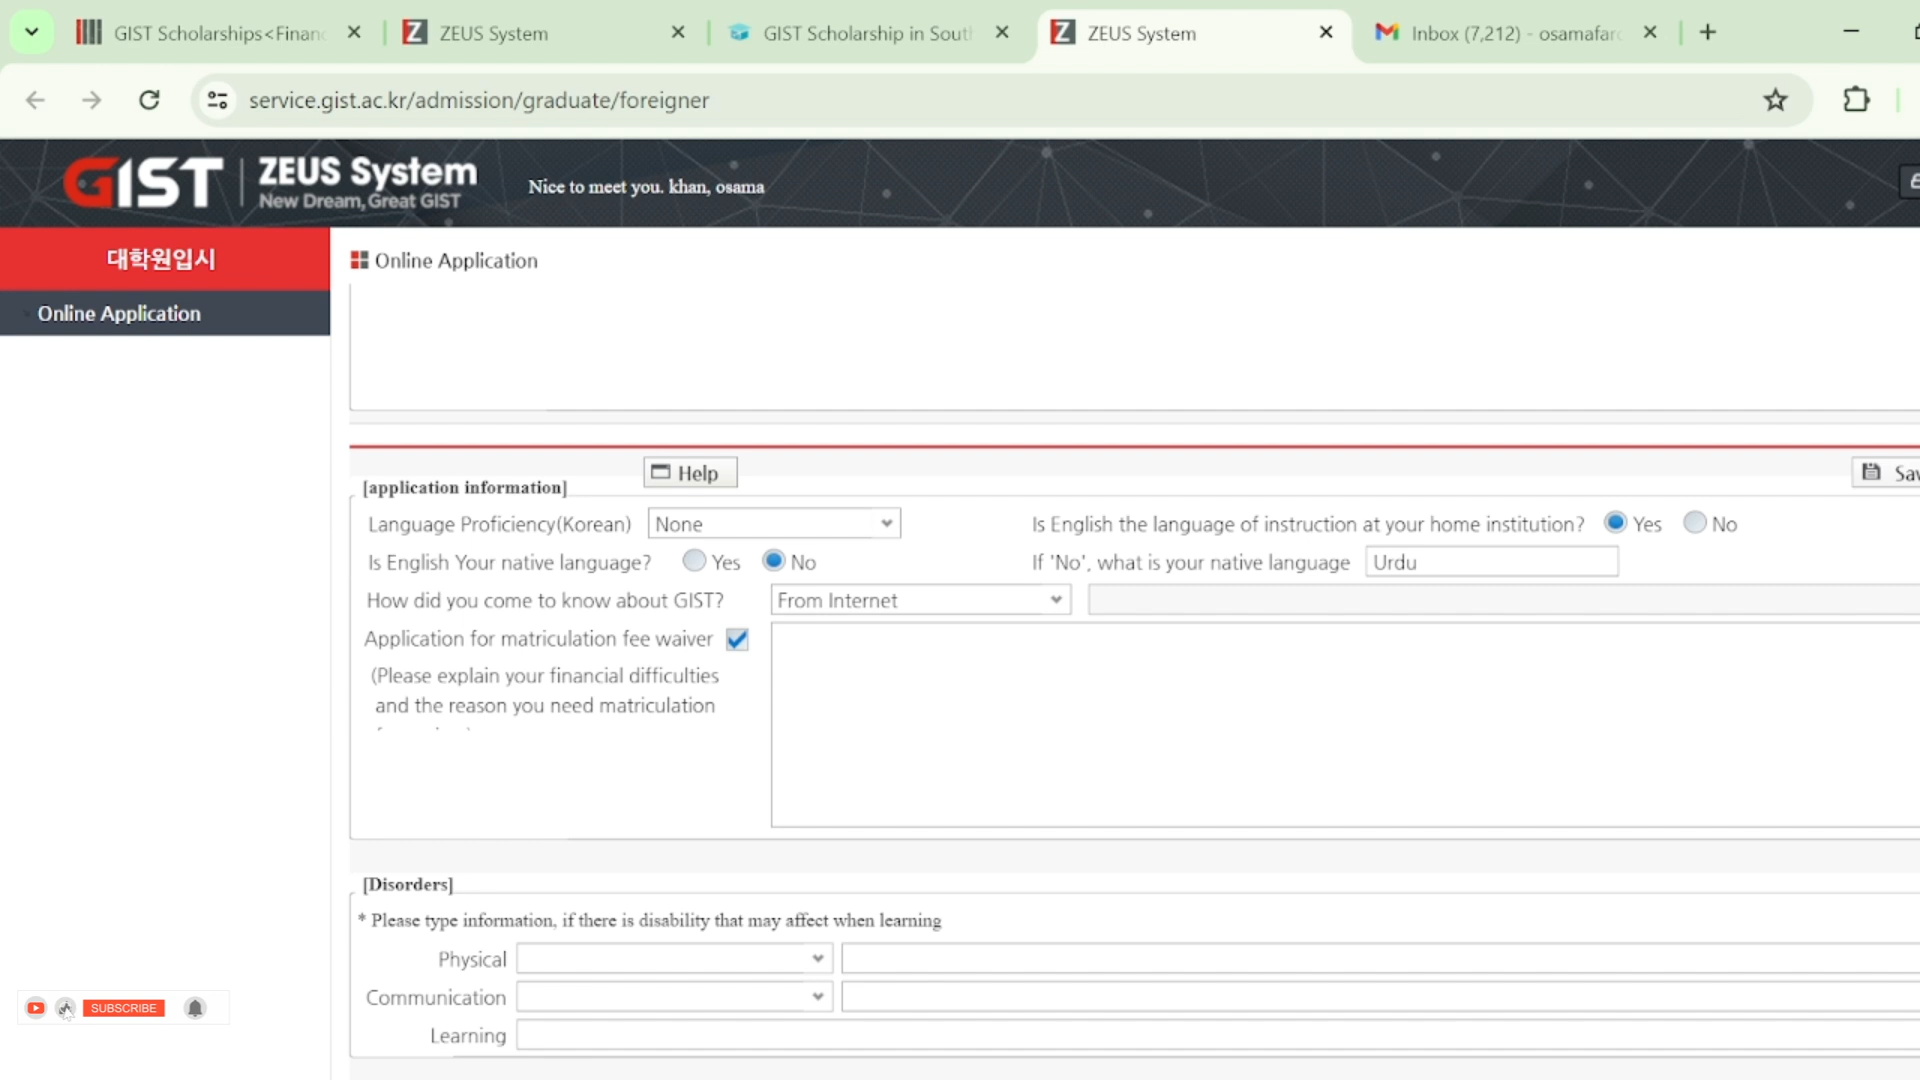 GIST Scholarships<Finan
ZEUS System
GIST Scholarship in Sout
ZEUS System
Inbox (7,212) - osamafar
service.gist.ac.kr/admission/graduate/foreigner
GIST
ZEUS System
New Dream, Great GIST
Nice to meet you. khan, osama
대학원입시
Online Application
Online Application
Help
Sav
[application information]
Language Proficiency(Korean) None
Is English the language of instruction at your home institution? Yes No
Is English Your native language? Yes No
If 'No', what is your native language Urdu
How did you come to know about GIST? From Internet
Application for matriculation fee waiver
(Please explain your financial difficulties
and the reason you need matriculation
[Disorders]
* Please type information, if there is disability that may affect when learning
Physical
Communication
Learning
SUBSCRIBE